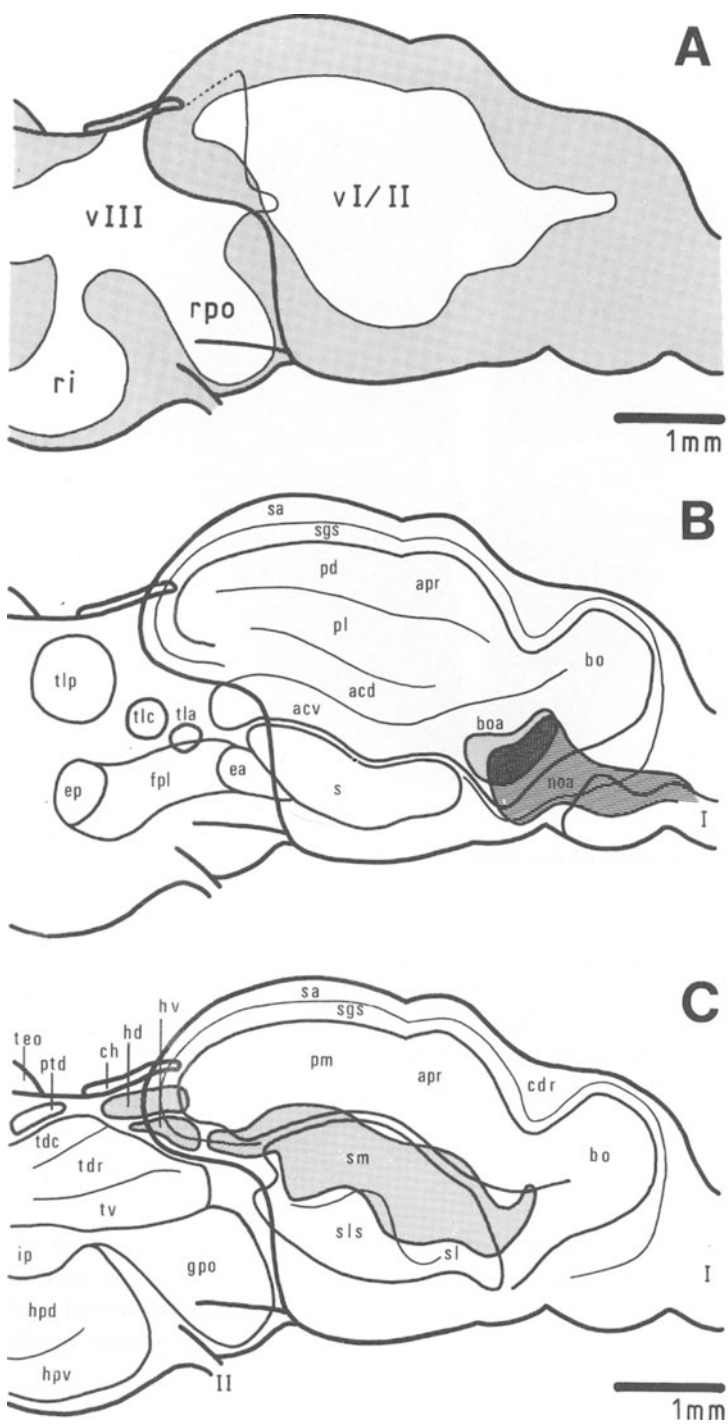 A
vIII
vI/II
rpo
ri
1mm
B
sa
sgs
pd
apr
pl
bo
tlp
acd
tlc
tla
acv
boa
ep
fpl
ea
s
noa
I
C
sa
hv
sgs
hd
teo
ch
ptd
pm
apr
cdr
tdc
tdr
sm
bo
tv
sls
sl
ip
gpo
I
hpd
hpv
II
1mm